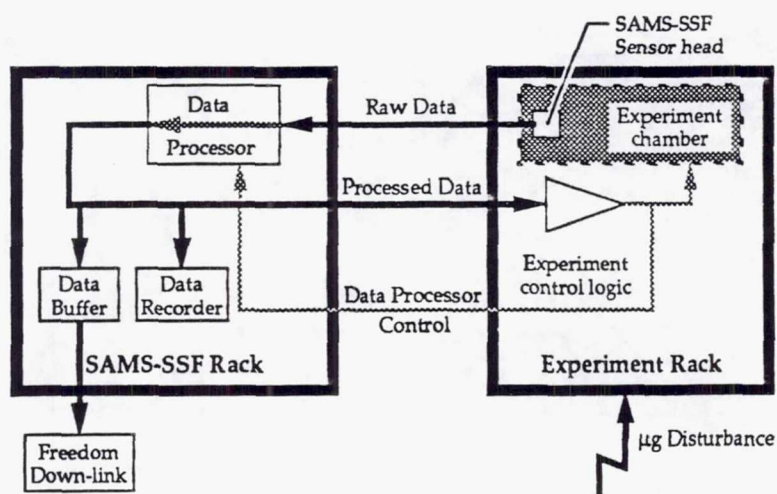 SAMS-SSF
Sensor head
Data
Processor
Raw Data
Experiment
chamber
Processed Data
Data
Buffer
Data
Recorder
Experiment
control logic
Data Processor
Control
SAMS-SSF Rack
Experiment Rack
Freedom
Down-link
µg Disturbance